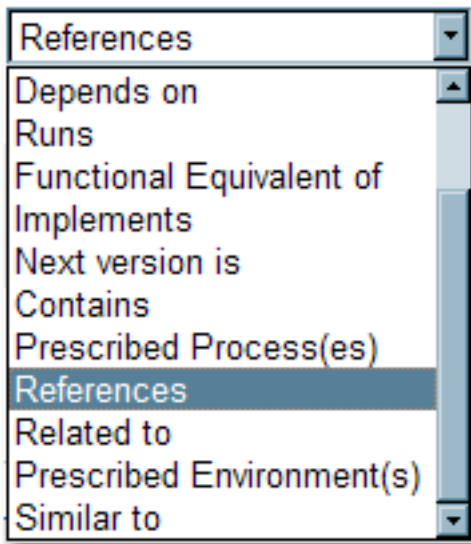 References
Depends on
Runs
Functional Equivalent of
Implements
Next version is
Contains
Prescribed Process(es)
References
Related to
Prescribed Environment(s)
Similar to